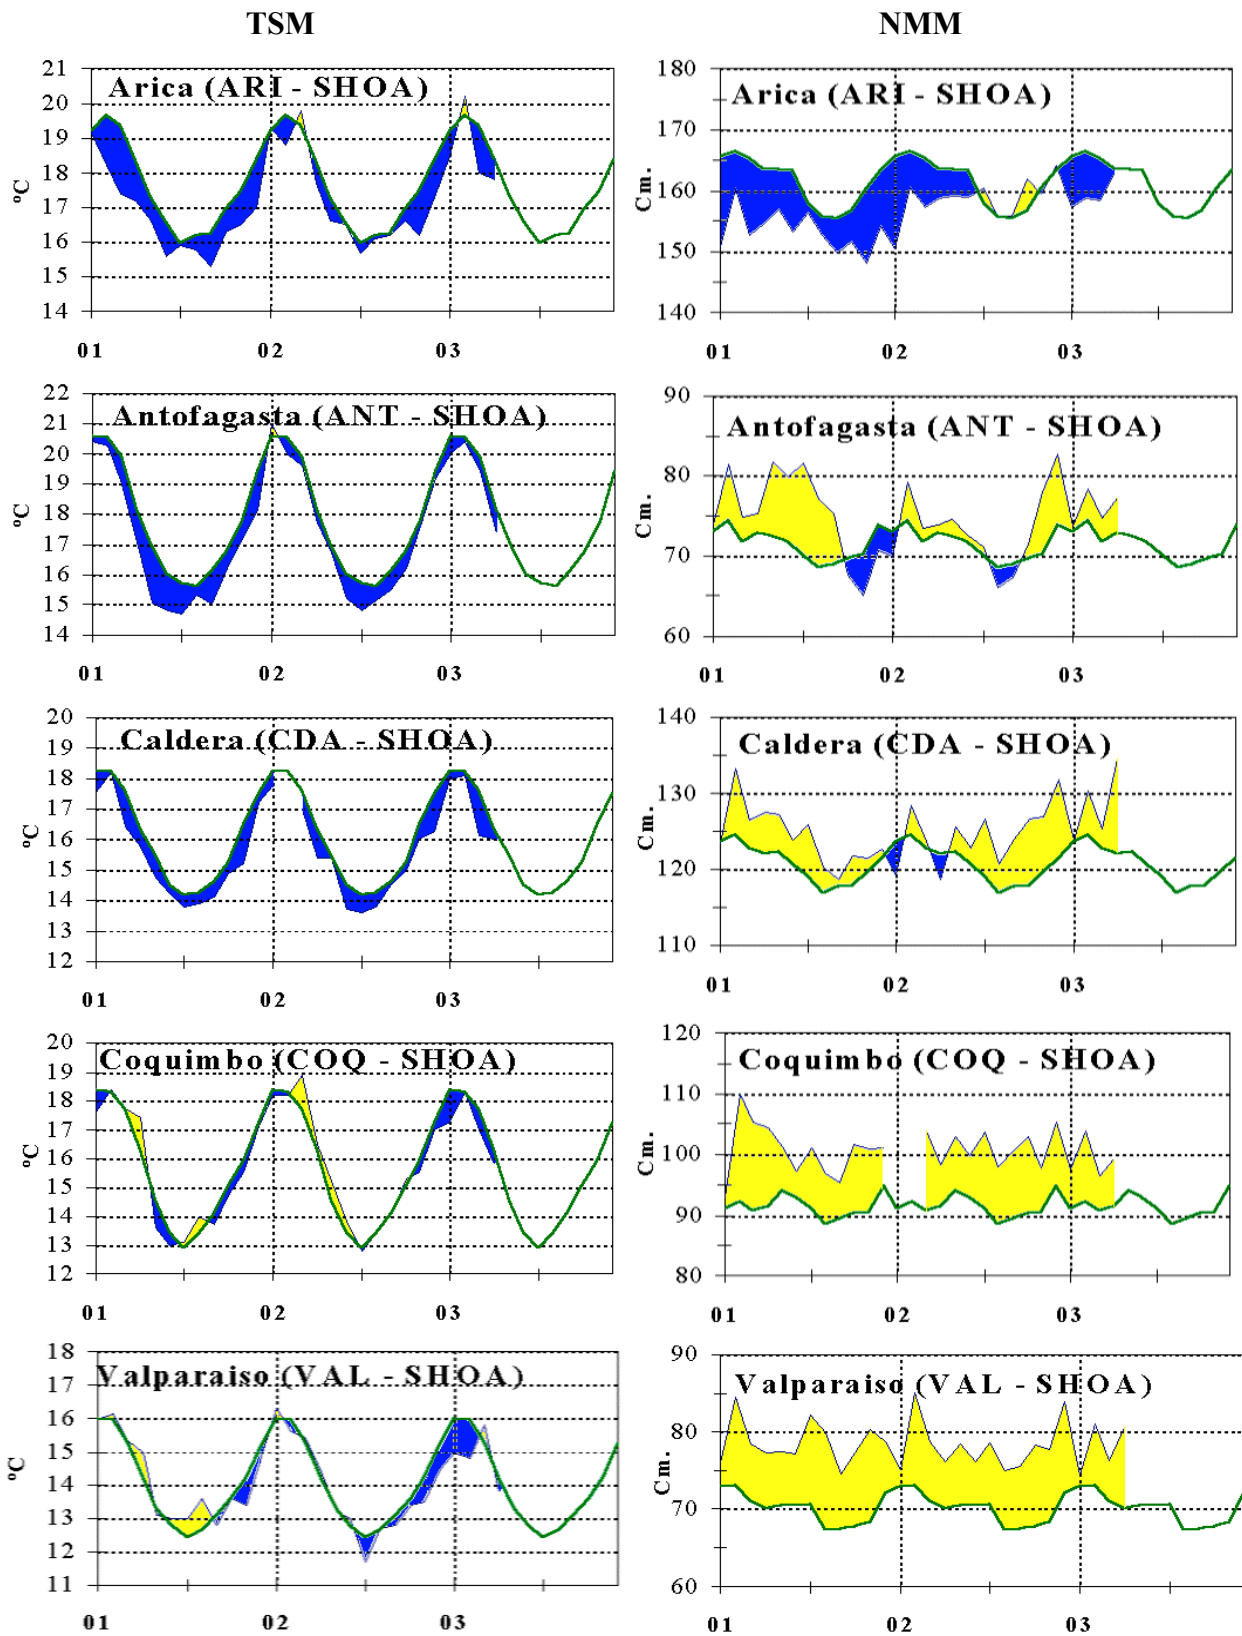 TSM NMM
Arica (ARI - SHOA)
ºC
21
20
19
18
17
16
15
14
01 02 03
Arica (ARI - SHOA)
Cm.
180
170
160
150
140
01 02 03
Antofagasta (ANT - SHOA)
ºC
22
21
20
19
18
17
16
15
14
01 02 03
Antofagasta (ANT - SHOA)
Cm.
90
80
70
60
01 02 03
Caldera (CDA - SHOA)
ºC
20
19
18
17
16
15
14
13
12
01 02 03
Caldera (CDA - SHOA)
Cm.
140
130
120
110
01 02 03
Coquimbo (COQ - SHOA)
ºC
20
19
18
17
16
15
14
13
12
01 02 03
Coquimbo (COQ - SHOA)
Cm.
120
110
100
90
80
01 02 03
Valparaiso (VAL - SHOA)
ºC
18
17
16
15
14
13
12
11
01 02 03
Valparaiso (VAL - SHOA)
Cm.
90
80
70
60
01 02 03